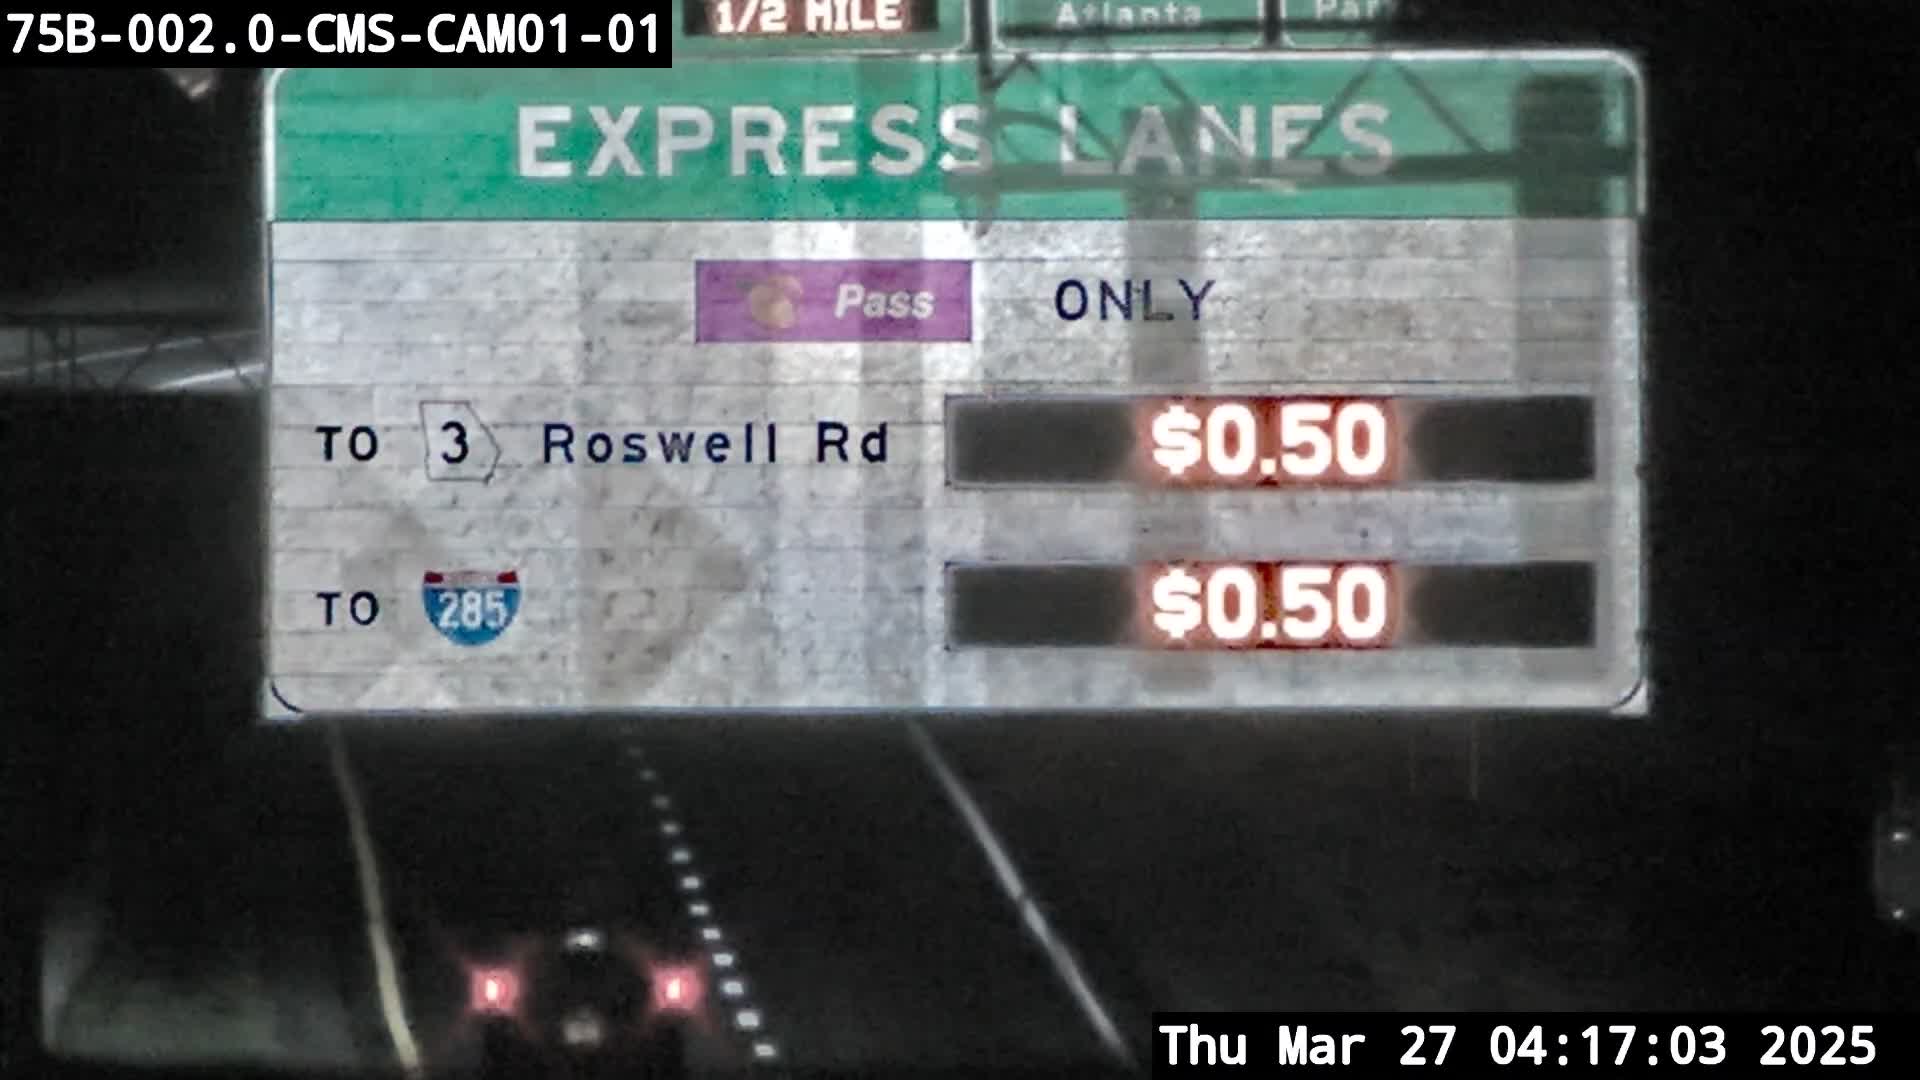 75B-002.0-CMS-CAM01-01
1/2 MILE
Atlanta
EXPRESS LANES
Pass ONLY
TO 3 Roswell Rd $0.50
TO 285 $0.50
Thu Mar 27 04:17:03 2025